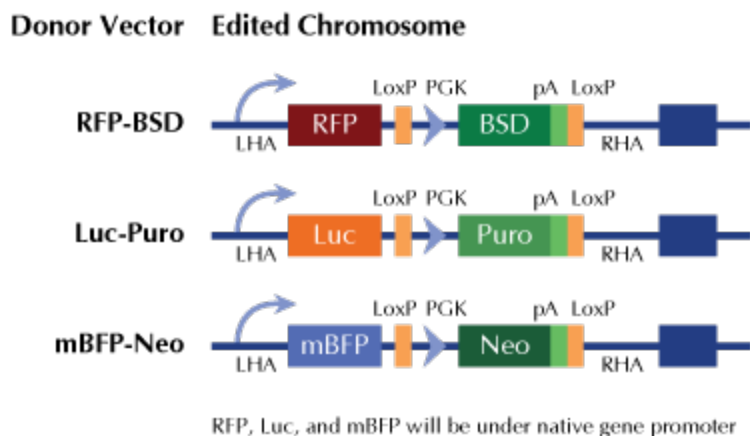 Donor Vector Edited Chromosome
LoxP PGK pA LoxP
RFP-BSD RFP BSD
LHA RHA
LoxP PGK pA LoxP
Luc-Puro Luc Puro
LHA RHA
LoxP PGK pA LoxP
mBFP-Neo mBFP Neo
LHA RHA
RFP, Luc, and mBFP will be under native gene promoter